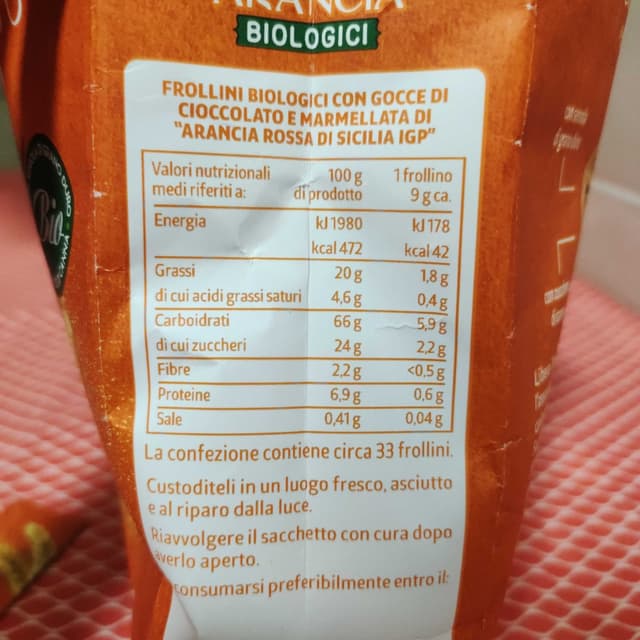 ARANCIA
BIOLOGICI
FROLLINI BIOLOGICI CON GOCCE DI
CIOCCOLATO E MARMELLATA DI
"ARANCIA ROSSA DI SICILIA IGP"
Valori nutrizionali 100 g 1 frollino
medi riferiti a: di prodotto 9 g ca.
Energia kJ 1980 kJ 178
kcal 472 kcal 42
Grassi 20 g 1,8 g
di cui acidi grassi saturi 4,6 g 0,4 g
Carboidrati 66 g 5,9 g
di cui zuccheri 24 g 2,2 g
Fibre 2,2 g <0,5 g
Proteine 6,9 g 0,6 g
Sale 0,41 g 0,04 g
La confezione contiene circa 33 frollini.
Custoditeli in un luogo fresco, asciutto
e al riparo dalla luce.
Riavvolgere il sacchetto con cura dopo
averlo aperto.
consumarsi preferibilmente entro il:
Bio